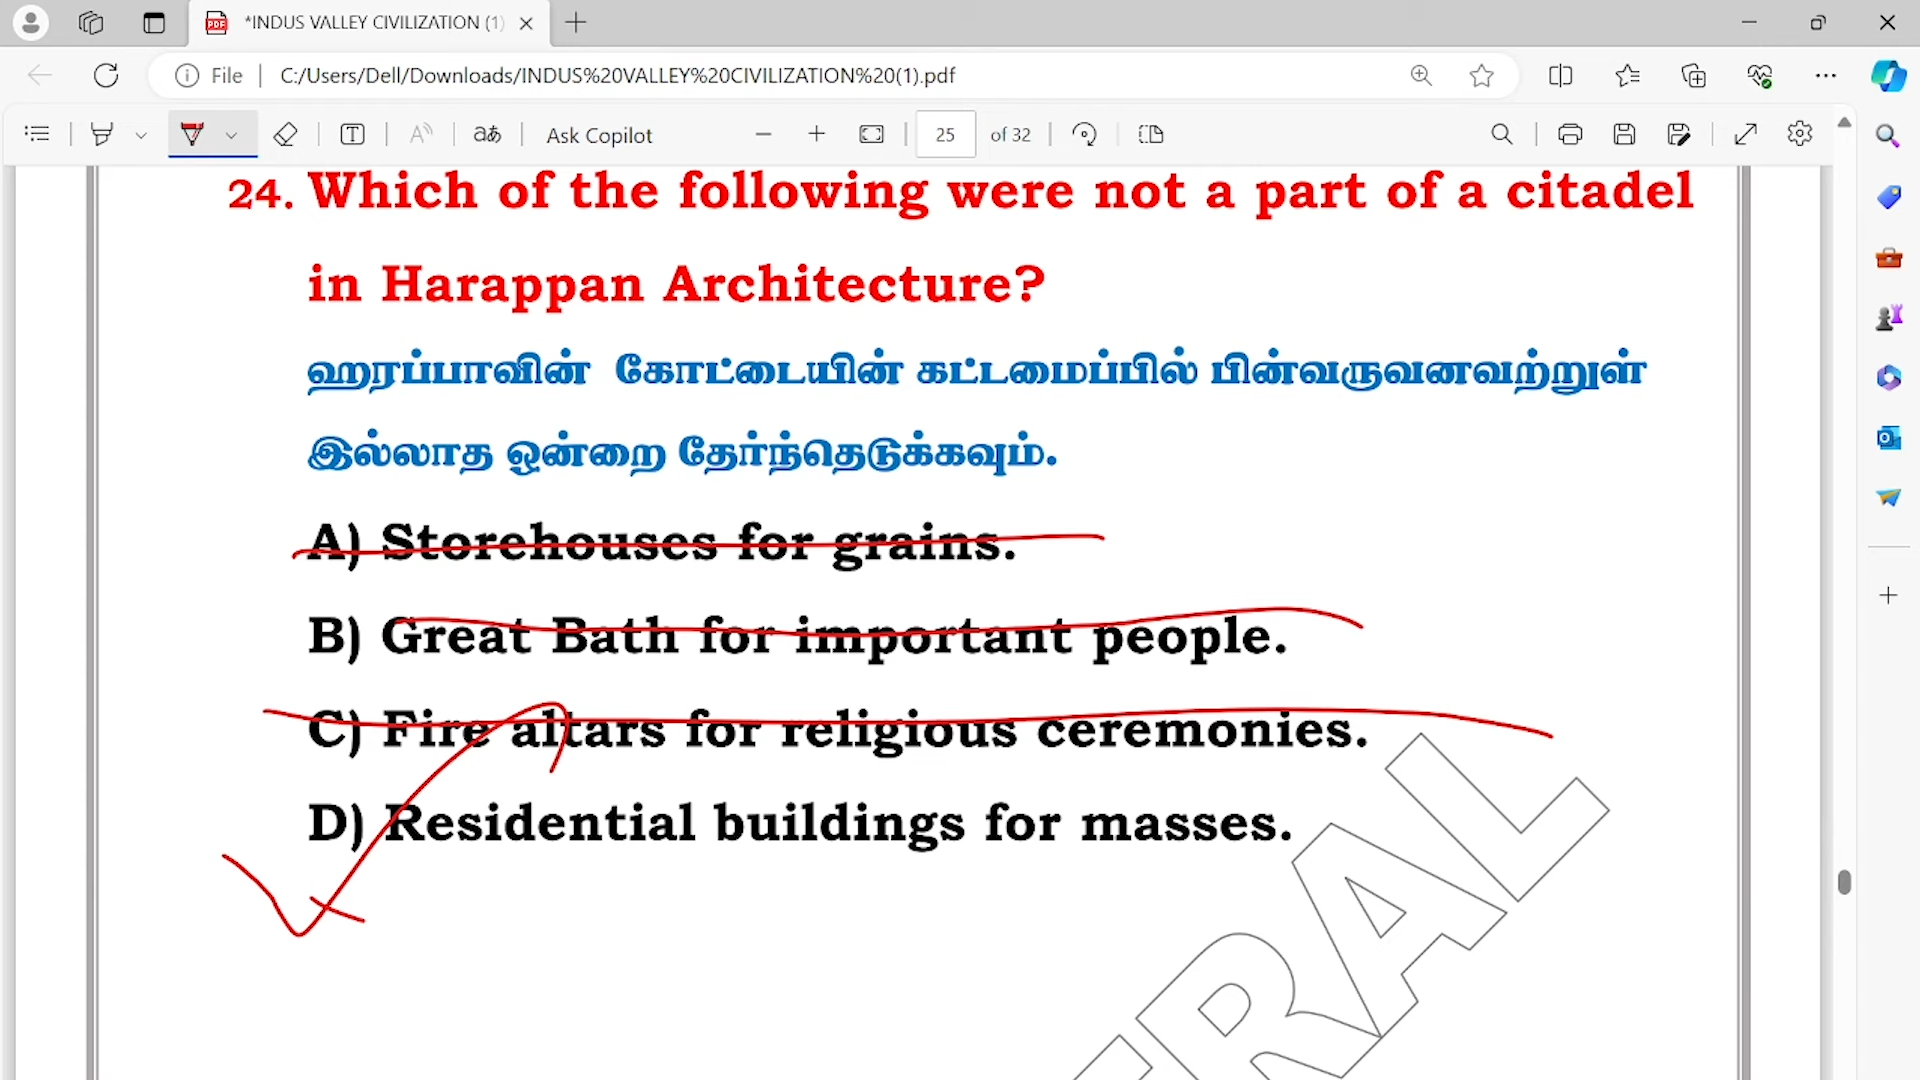 *INDUS VALLEY CIVILIZATION (1)
File
C:/Users/Dell/Downloads/INDUS%20VALLEY%20CIVILIZATION%20(1).pdf
Ask Copilot
25 of 32
24. Which of the following were not a part of a citadel
in Harappan Architecture?
ஹரப்பாவின் கோட்டையின் கட்டமைப்பில் பின்வருவனவற்றுள்
இல்லாத ஒன்றை தேர்ந்தெடுக்கவும்.
A) Storehouses for grains.
B) Great Bath for important people.
C) Fire altars for religious ceremonies.
D) Residential buildings for masses.